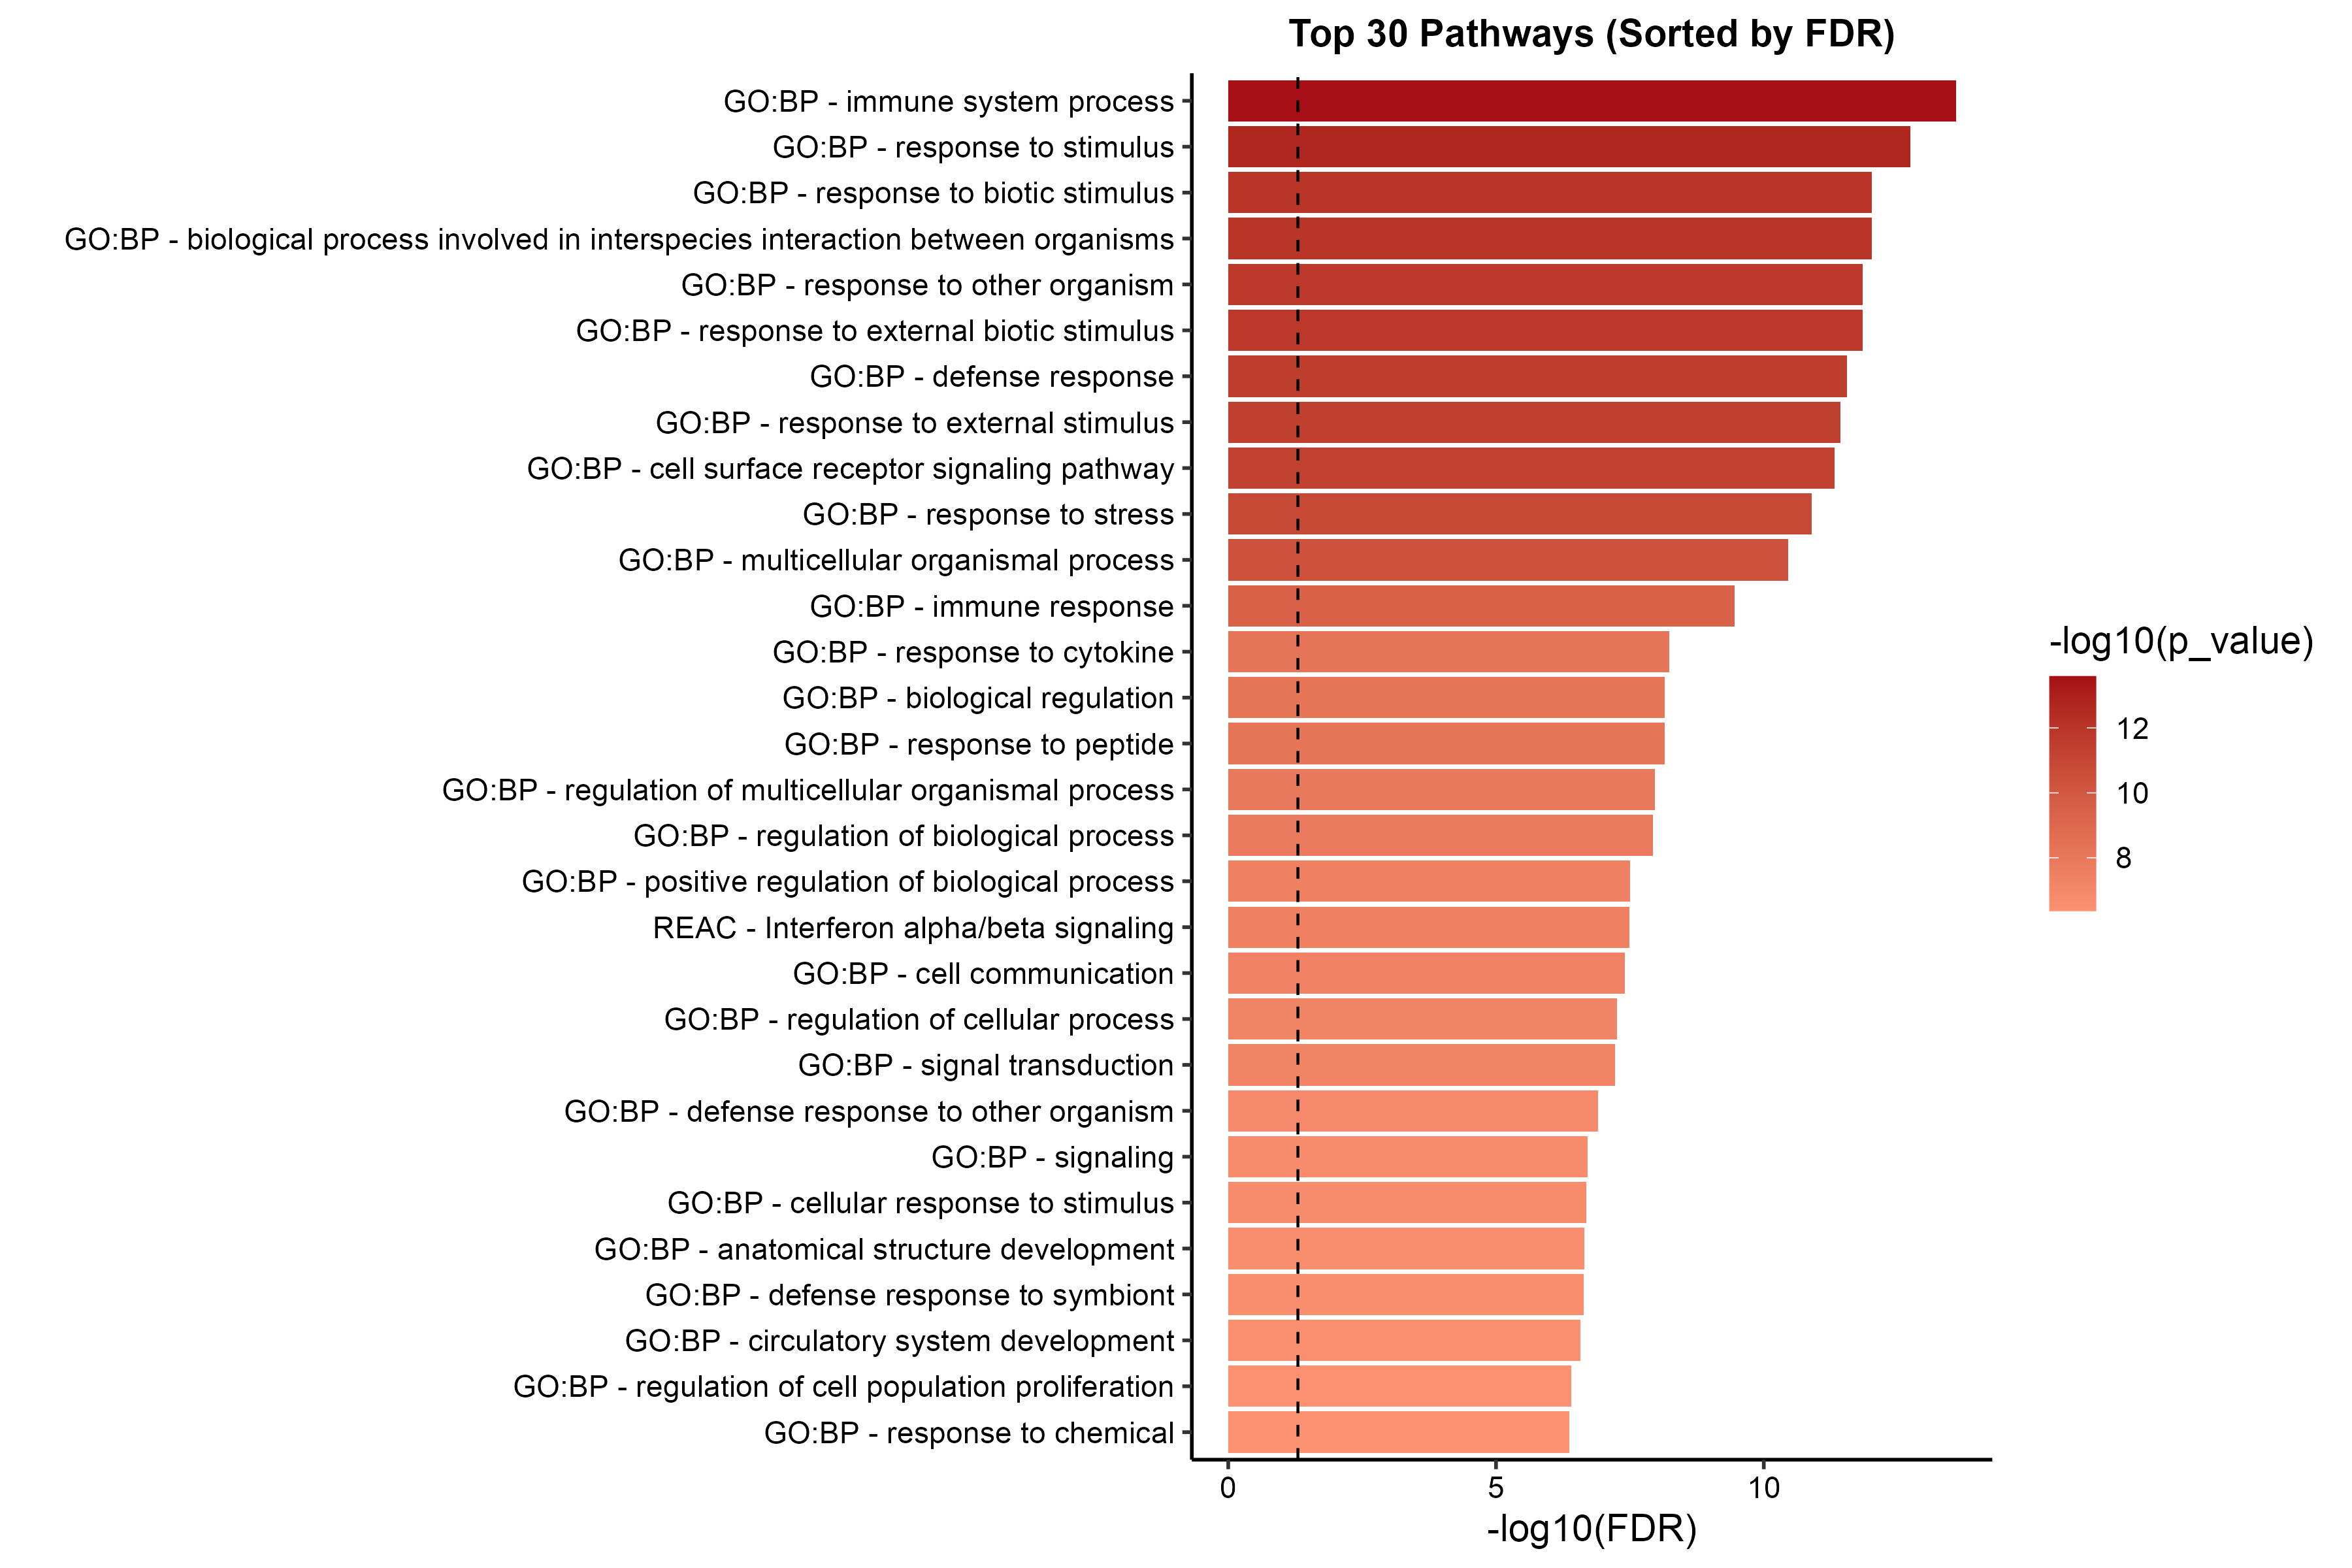 Top 30 Pathways (Sorted by FDR)
GO:BP - immune system process
GO:BP - response to stimulus
GO:BP - response to biotic stimulus
GO:BP - biological process involved in interspecies interaction between organisms
GO:BP - response to other organism
GO:BP - response to external biotic stimulus
GO:BP - defense response
GO:BP - response to external stimulus
GO:BP - cell surface receptor signaling pathway
GO:BP - response to stress
GO:BP - multicellular organismal process
GO:BP - immune response
GO:BP - response to cytokine
GO:BP - biological regulation
GO:BP - response to peptide
GO:BP - regulation of multicellular organismal process
GO:BP - regulation of biological process
GO:BP - positive regulation of biological process
REAC - Interferon alpha/beta signaling
GO:BP - cell communication
GO:BP - regulation of cellular process
GO:BP - signal transduction
GO:BP - defense response to other organism
GO:BP - signaling
GO:BP - cellular response to stimulus
GO:BP - anatomical structure development
GO:BP - defense response to symbiont
GO:BP - circulatory system development
GO:BP - regulation of cell population proliferation
GO:BP - response to chemical
0 5 10
-log10(FDR)
-log10(p_value)
12
10
8